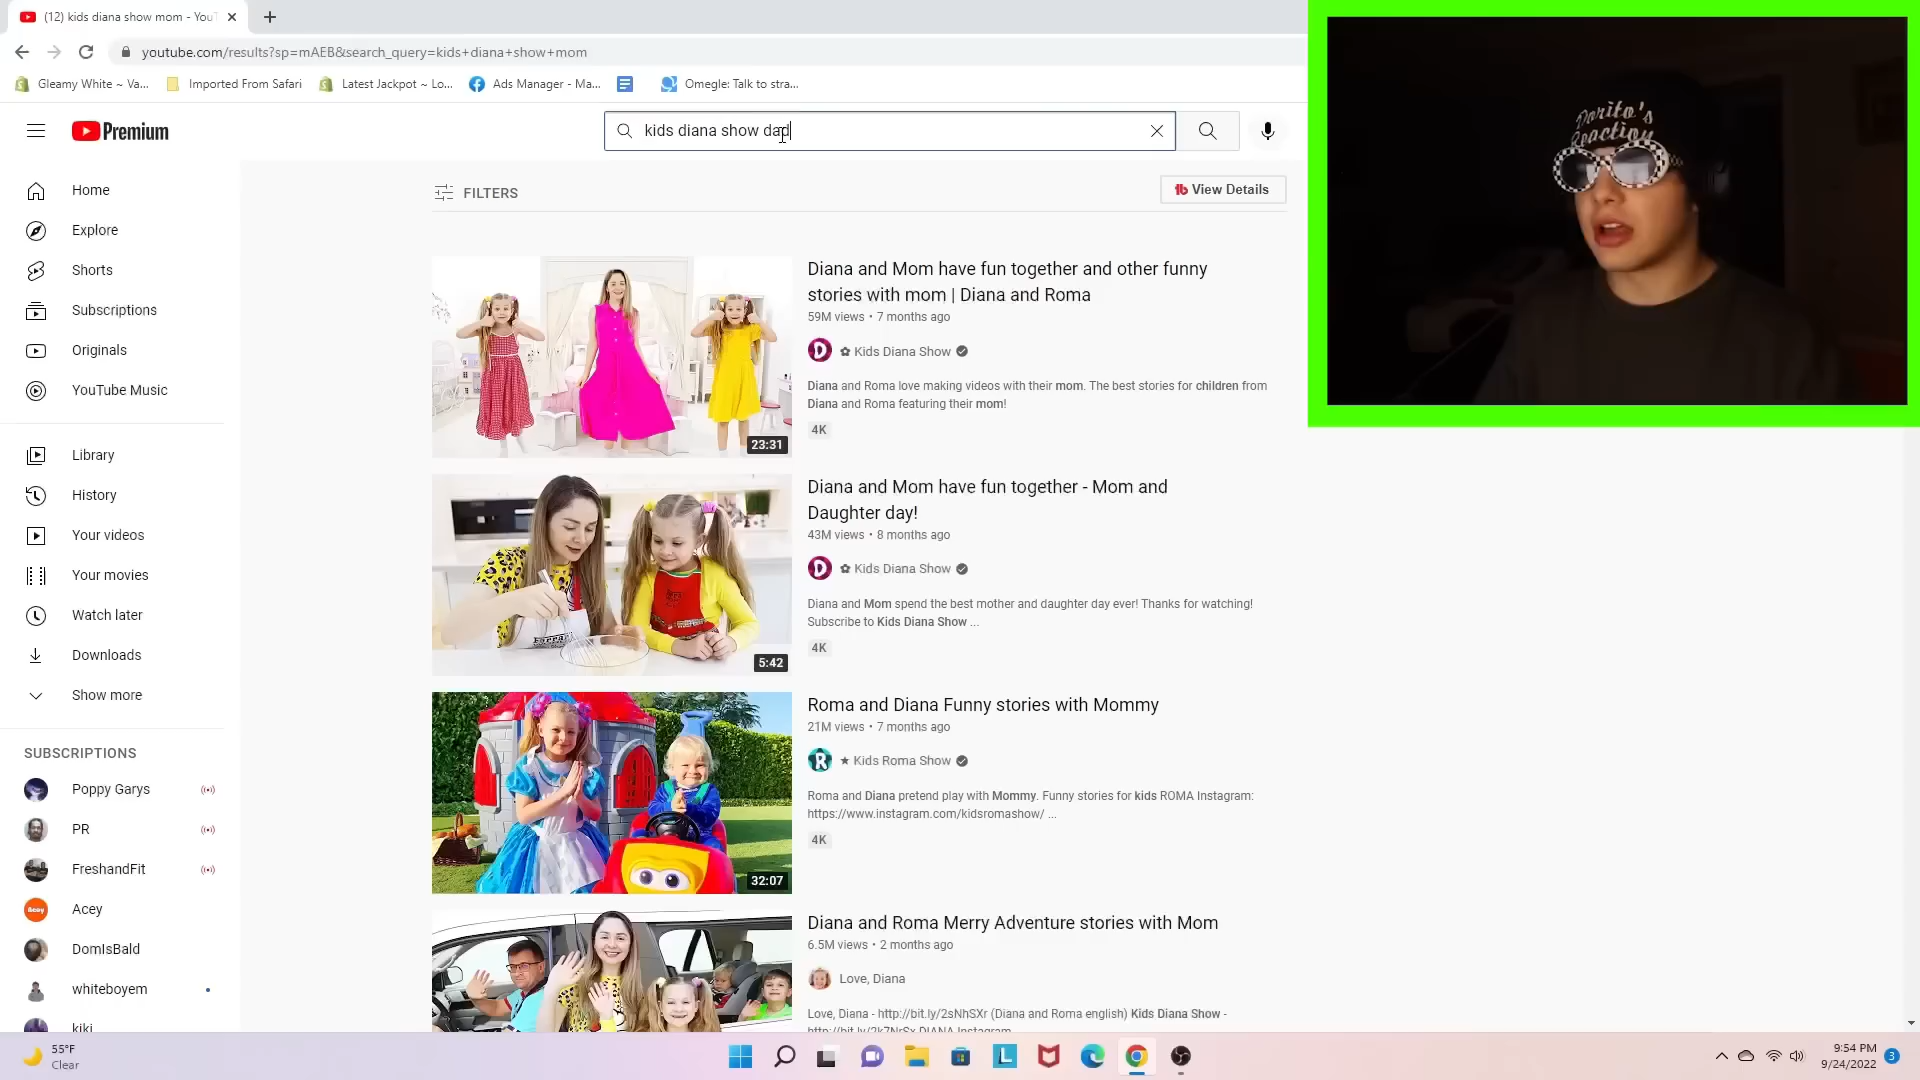 (12) kids diana show mom - YouT
youtube.com/results?sp=mAEB&search_query=kids+diana+show+mom
Gleamy White ~ Va...
Imported From Safari
Latest Jackpot ~ Lo...
Ads Manager - Ma...
Omegle: Talk to stra...
Premium
kids diana show dad
Home
Explore
Shorts
Subscriptions
Originals
YouTube Music
Library
History
Your videos
Your movies
Watch later
Downloads
Show more
SUBSCRIPTIONS
Poppy Garys
PR
FreshandFit
Acey
DomIsBald
whiteboyem
kiki
FILTERS
View Details
Diana and Mom have fun together and other funny
stories with mom | Diana and Roma
59M views • 7 months ago
✿ Kids Diana Show
Diana and Roma love making videos with their mom. The best stories for children from
Diana and Roma featuring their mom!
4K
23:31
Diana and Mom have fun together - Mom and
Daughter day!
43M views • 8 months ago
✿ Kids Diana Show
Diana and Mom spend the best mother and daughter day ever! Thanks for watching!
Subscribe to Kids Diana Show ...
4K
5:42
Roma and Diana Funny stories with Mommy
21M views • 7 months ago
★ Kids Roma Show
Roma and Diana pretend play with Mommy. Funny stories for kids ROMA Instagram:
https://www.instagram.com/kidsromashow/ ...
4K
32:07
Diana and Roma Merry Adventure stories with Mom
6.5M views • 2 months ago
Love, Diana
Love, Diana - http://bit.ly/2sNhSXr (Diana and Roma english) Kids Diana Show -
http://bit.ly/2k7NrSx DIANA Instagram
Dorito's
Reaction
55°F
Clear
9:54 PM
9/24/2022
3